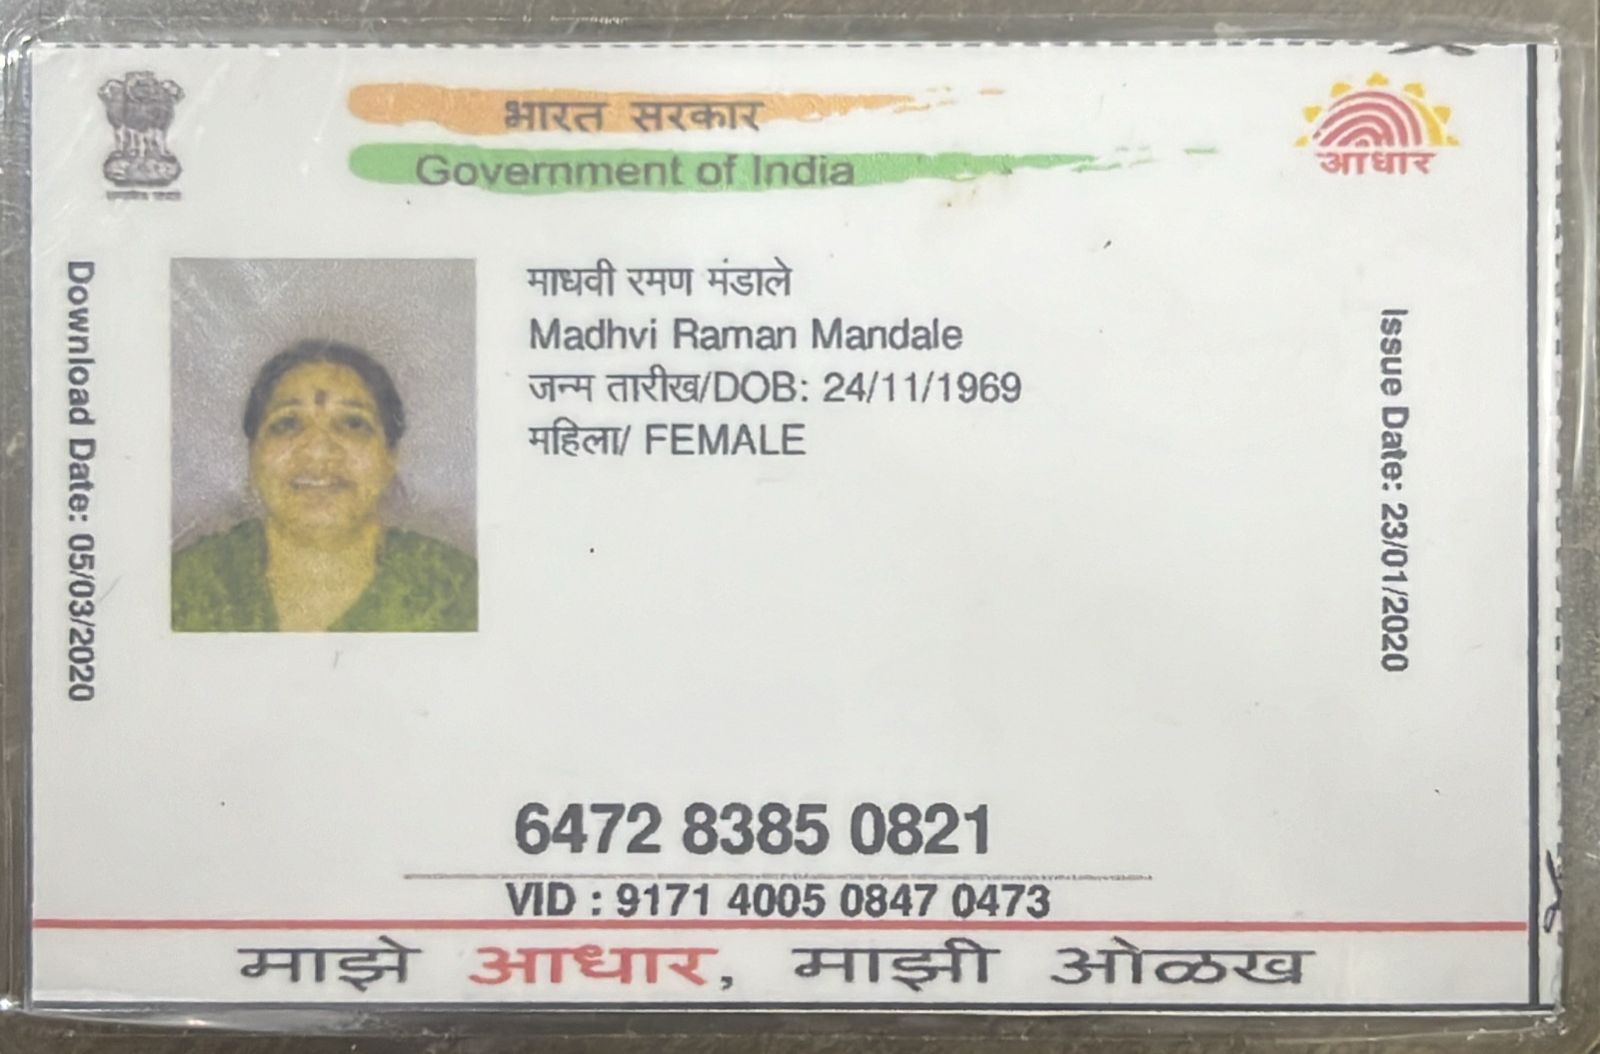 भारत सरकार
Government of India
आधार
Download Date: 05/03/2020
माधवी रमण मंडाले
Madhvi Raman Mandale
जन्म तारीख/DOB: 24/11/1969
महिला/ FEMALE
Issue Date: 23/01/2020
6472 8385 0821
VID : 9171 4005 0847 0473
माझे आधार, माझी ओळख